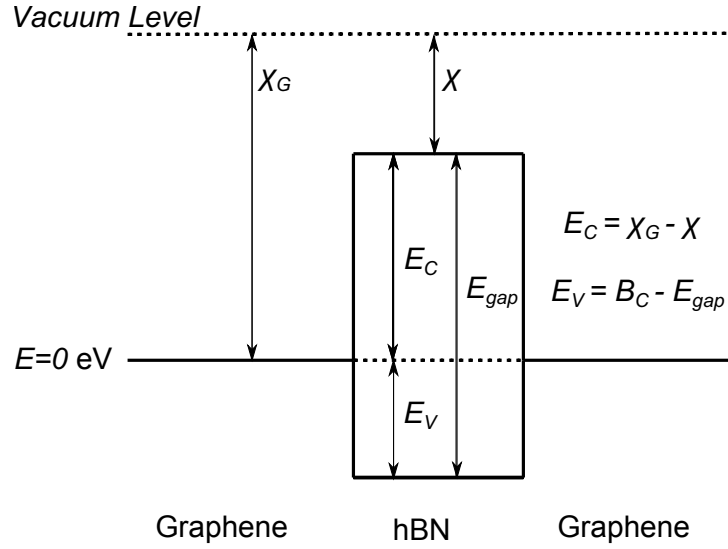 Vacuum Level
χG
χ
EC = χG - χ
EC
Egap
EV = BC - Egap
E=0 eV
EV
Graphene
hBN
Graphene